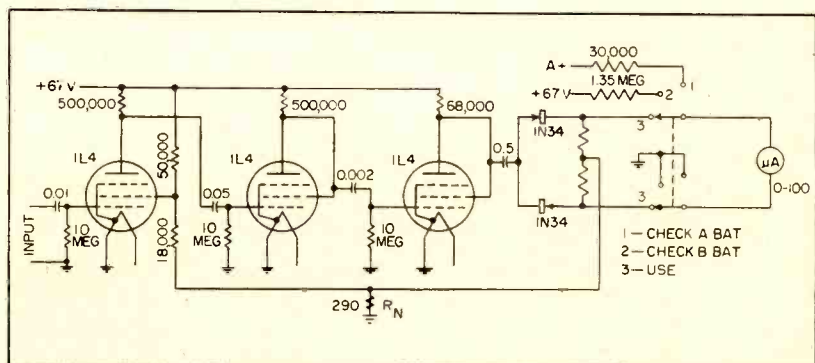 A+
30,000
1.35 MEG
1
+67V
2
+67 V
500,000
500,000
68,000
50,000
1L4
1L4
1L4
0.01
0.05
0.002
0.5
1N34
1N34
3
3
µA
0-100
INPUT
10
MEG
18,000
10
MEG
10
MEG
290
RN
1 — CHECK A BAT
2 — CHECK B BAT
3 — USE